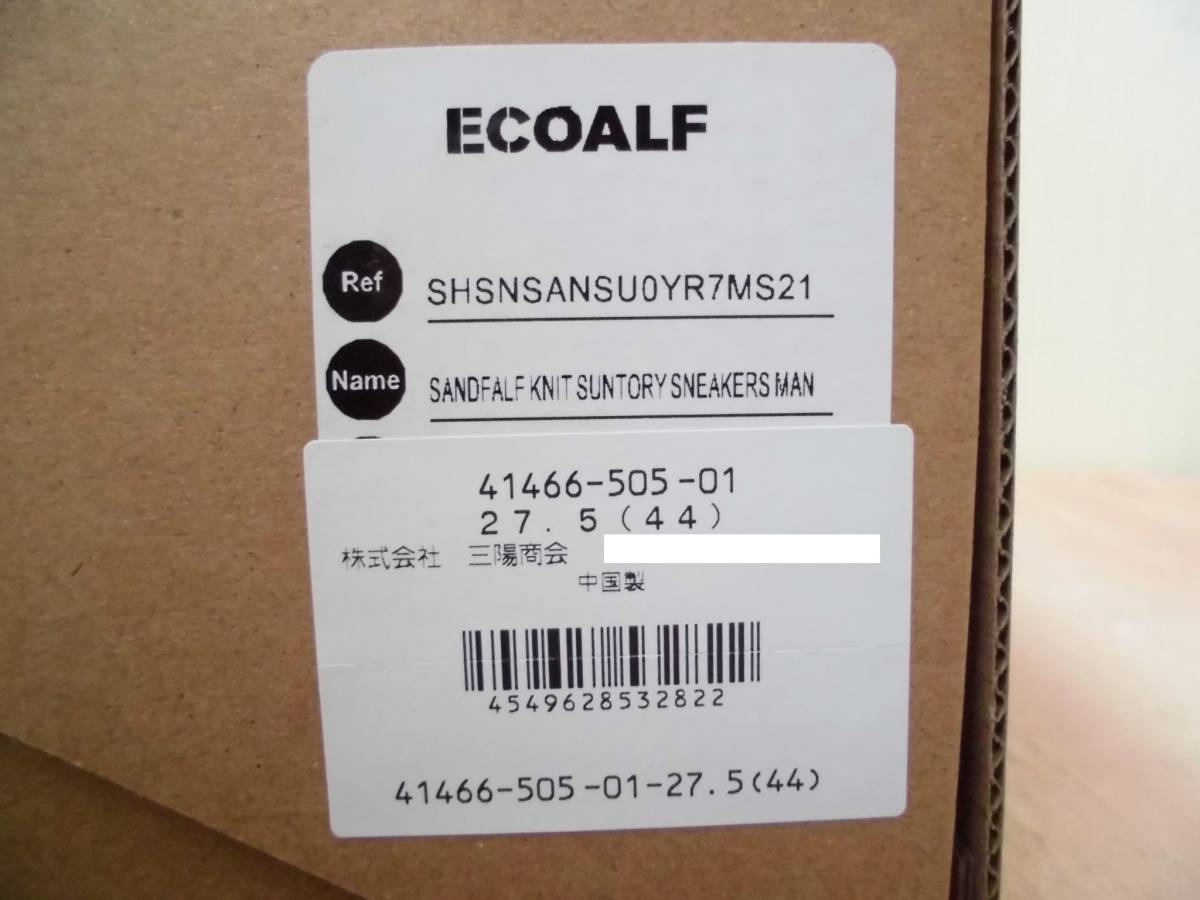 ECOALF
Ref SHSNSANSU0YR7MS21
Name SANDFALF KNIT SUNTORY SNEAKERS MAN
41466-505-01
27.5(44)
株式会社 三陽商会
中国製
4549628532822
41466-505-01-27.5(44)